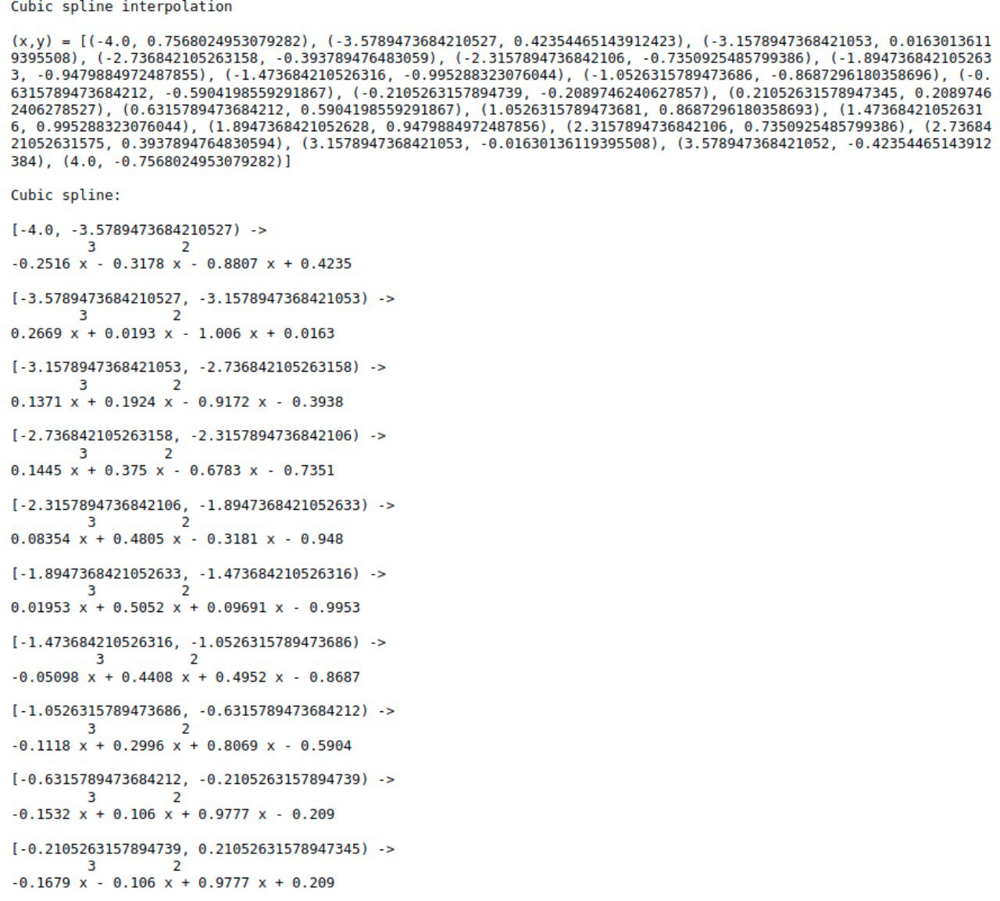 Cubic spline interpolation
(x,y) = [(-4.0, 0.7568024953079282), (-3.5789473684210527, 0.42354465143912423), (-3.1578947368421053, 0.0163013611
9395508), (-2.736842105263158, -0.393789476483059), (-2.3157894736842106, -0.7350925485799386), (-1.894736842105263
3, -0.9479884972487855), (-1.473684210526316, -0.995288323076044), (-1.0526315789473686, -0.8687296180358696), (-0.
6315789473684212, -0.5904198559291867), (-0.2105263157894739, -0.2089746240627857), (0.21052631578947345, 0.2089746
2406278527), (0.6315789473684212, 0.5904198559291867), (1.0526315789473681, 0.8687296180358693), (1.47368421052631
6, 0.995288323076044), (1.8947368421052628, 0.9479884972487856), (2.3157894736842106, 0.7350925485799386), (2.73684
21052631575, 0.3937894764830594), (3.1578947368421053, -0.01630136119395508), (3.578947368421052, -0.42354465143912
384), (4.0, -0.7568024953079282)]
Cubic spline:
[-4.0, -3.5789473684210527) ->
3 2
-0.2516 x - 0.3178 x - 0.8807 x + 0.4235
[-3.5789473684210527, -3.1578947368421053) ->
3 2
0.2669 x + 0.0193 x - 1.006 x + 0.0163
[-3.1578947368421053, -2.736842105263158) ->
3 2
0.1371 x + 0.1924 x - 0.9172 x - 0.3938
[-2.736842105263158, -2.3157894736842106) ->
3 2
0.1445 x + 0.375 x - 0.6783 x - 0.7351
[-2.3157894736842106, -1.8947368421052633) ->
3 2
0.08354 x + 0.4805 x - 0.3181 x - 0.948
[-1.8947368421052633, -1.473684210526316) ->
3 2
0.01953 x + 0.5052 x + 0.09691 x - 0.9953
[-1.473684210526316, -1.0526315789473686) ->
3 2
-0.05098 x + 0.4408 x + 0.4952 x - 0.8687
[-1.0526315789473686, -0.6315789473684212) ->
3 2
-0.1118 x + 0.2996 x + 0.8069 x - 0.5904
[-0.6315789473684212, -0.2105263157894739) ->
3 2
-0.1532 x + 0.106 x + 0.9777 x - 0.209
[-0.2105263157894739, 0.21052631578947345) ->
3 2
-0.1679 x - 0.106 x + 0.9777 x + 0.209